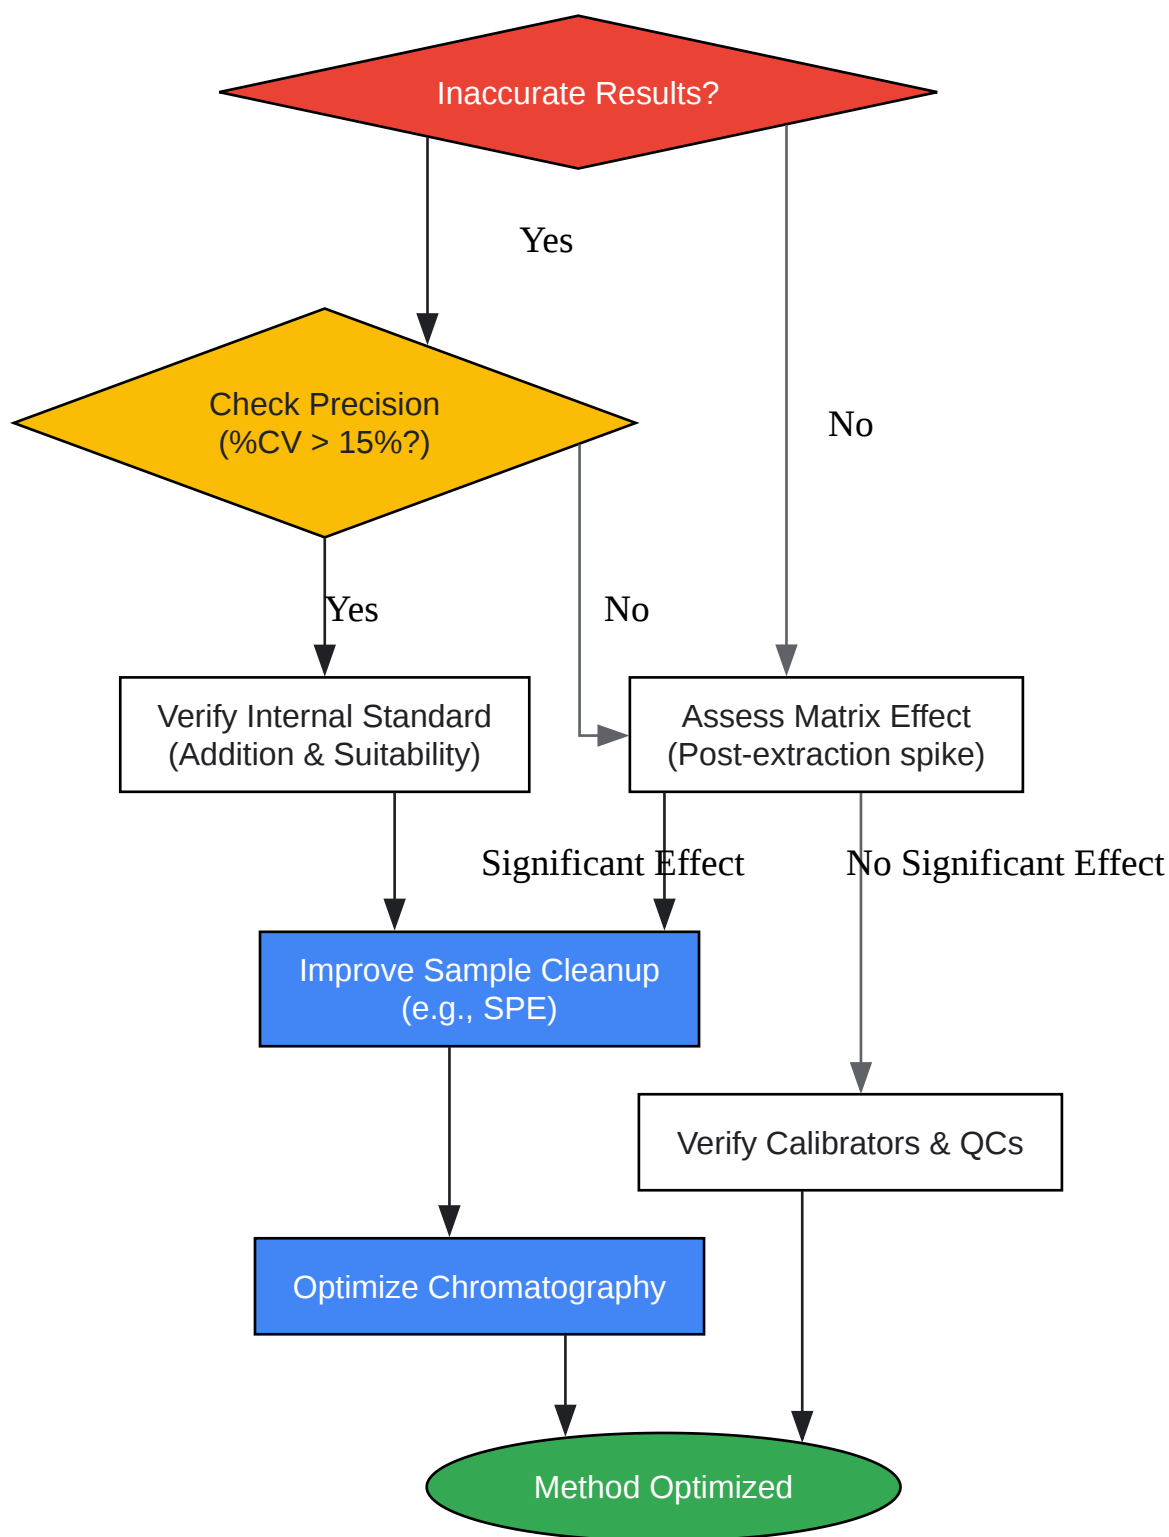 Inaccurate Results?
Yes
No
Check Precision
(%CV > 15%?)
Yes
No
Verify Internal Standard
(Addition & Suitability)
Assess Matrix Effect
(Post-extraction spike)
Significant Effect
No Significant Effect
Improve Sample Cleanup
(e.g., SPE)
Verify Calibrators & QCs
Optimize Chromatography
Method Optimized